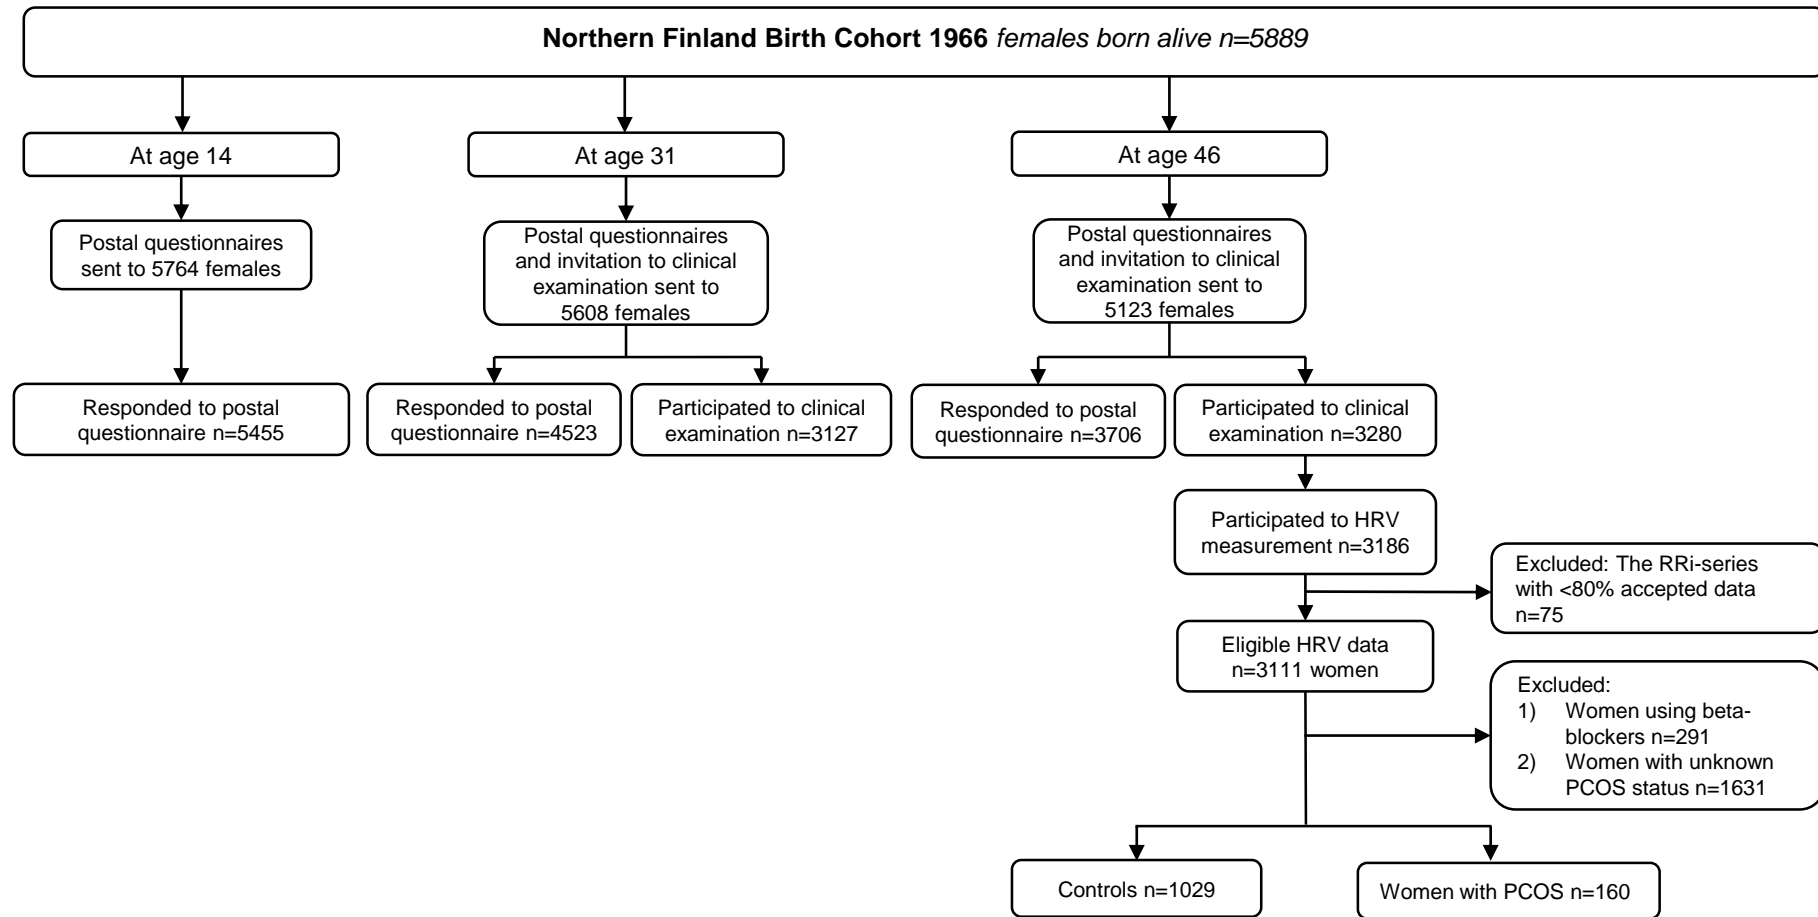 Northern Finland Birth Cohort 1966 females born alive n=5889
At age 14
At age 31
At age 46
Postal questionnaires
sent to 5764 females
Postal questionnaires
and invitation to clinical
examination sent to
5608 females
Postal questionnaires
and invitation to clinical
examination sent to
5123 females
Responded to postal
questionnaire n=5455
Responded to postal
questionnaire n=4523
Participated to clinical
examination n=3127
Responded to postal
questionnaire n=3706
Participated to clinical
examination n=3280
Participated to HRV
measurement n=3186
Excluded: The RRi-series
with <80% accepted data
n=75
Eligible HRV data
n=3111 women
Excluded:
1) Women using beta-
blockers n=291
2) Women with unknown
PCOS status n=1631
Controls n=1029
Women with PCOS n=160